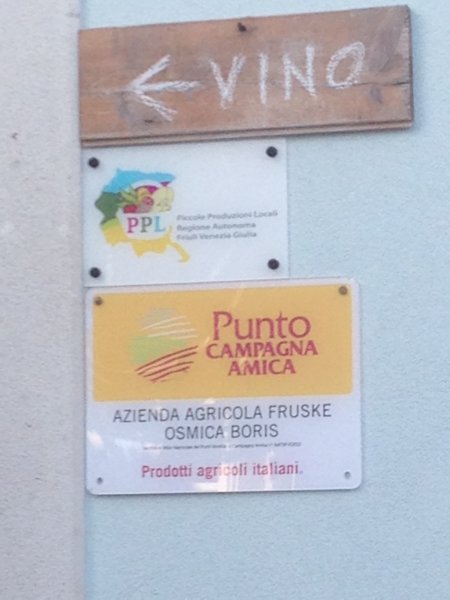 ← VINO
PPL
Piccole Produzioni Locali
Regione Autonoma
Friuli Venezia Giulia
Punto
CAMPAGNA
AMICA
AZIENDA AGRICOLA FRUSKE
OSMICA BORIS
Prodotti agricoli italiani.